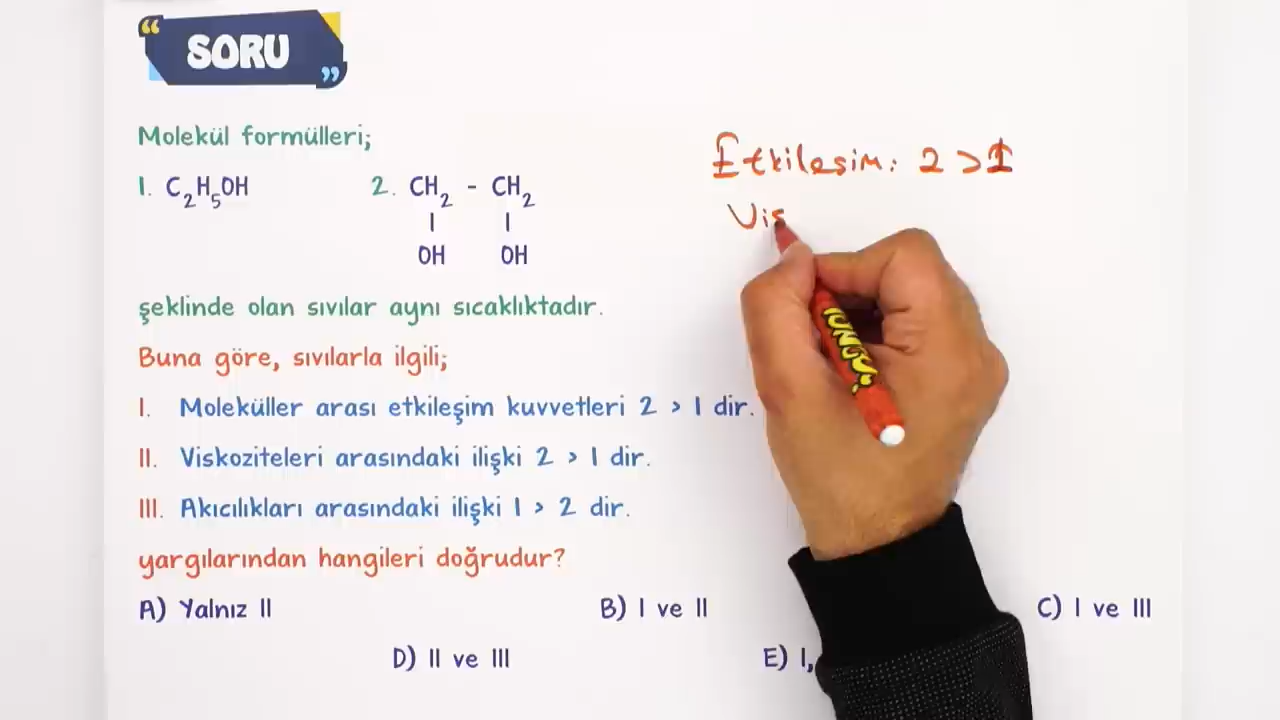 SORU
Molekül formülleri;
1. C₂H₅OH 2. CH₂ - CH₂
OH OH
şeklinde olan sıvılar aynı sıcaklıktadır.
Buna göre, sıvılarla ilgili;
I. Moleküller arası etkileşim kuvvetleri 2 > 1 dir.
II. Viskoziteleri arasındaki ilişki 2 > 1 dir.
III. Akıcılıkları arasındaki ilişki 1 > 2 dir.
yargılarından hangileri doğrudur?
A) Yalnız II B) I ve II C) I ve III
D) II ve III E) I,
Etkileşim: 2 > 1
Vis